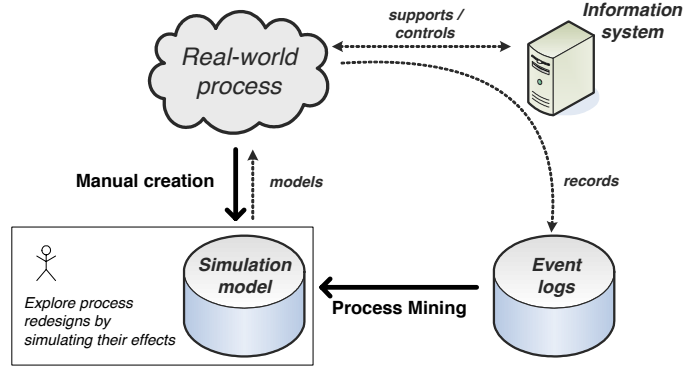 supports /
controls
Information
system
Real-world
process
Manual creation
models
records
Simulation
model
Event
logs
Process Mining
Explore process
redesigns by
simulating their effects